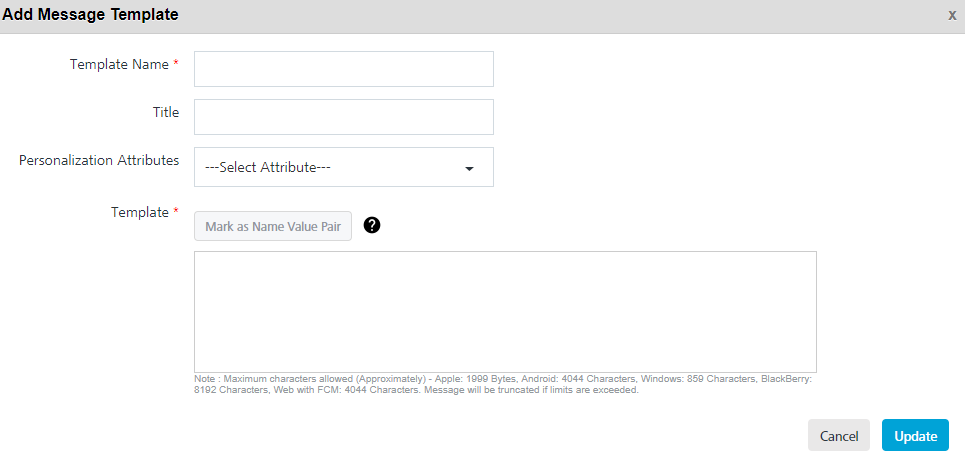 Add Message Template
x
Template Name *
Title
Personalization Attributes
---Select Attribute---
Template *
Mark as Name Value Pair
?
Note : Maximum characters allowed (Approximately) - Apple: 1999 Bytes, Android: 4044 Characters, Windows: 859 Characters, BlackBerry:
8192 Characters, Web with FCM: 4044 Characters. Message will be truncated if limits are exceeded.
Cancel
Update